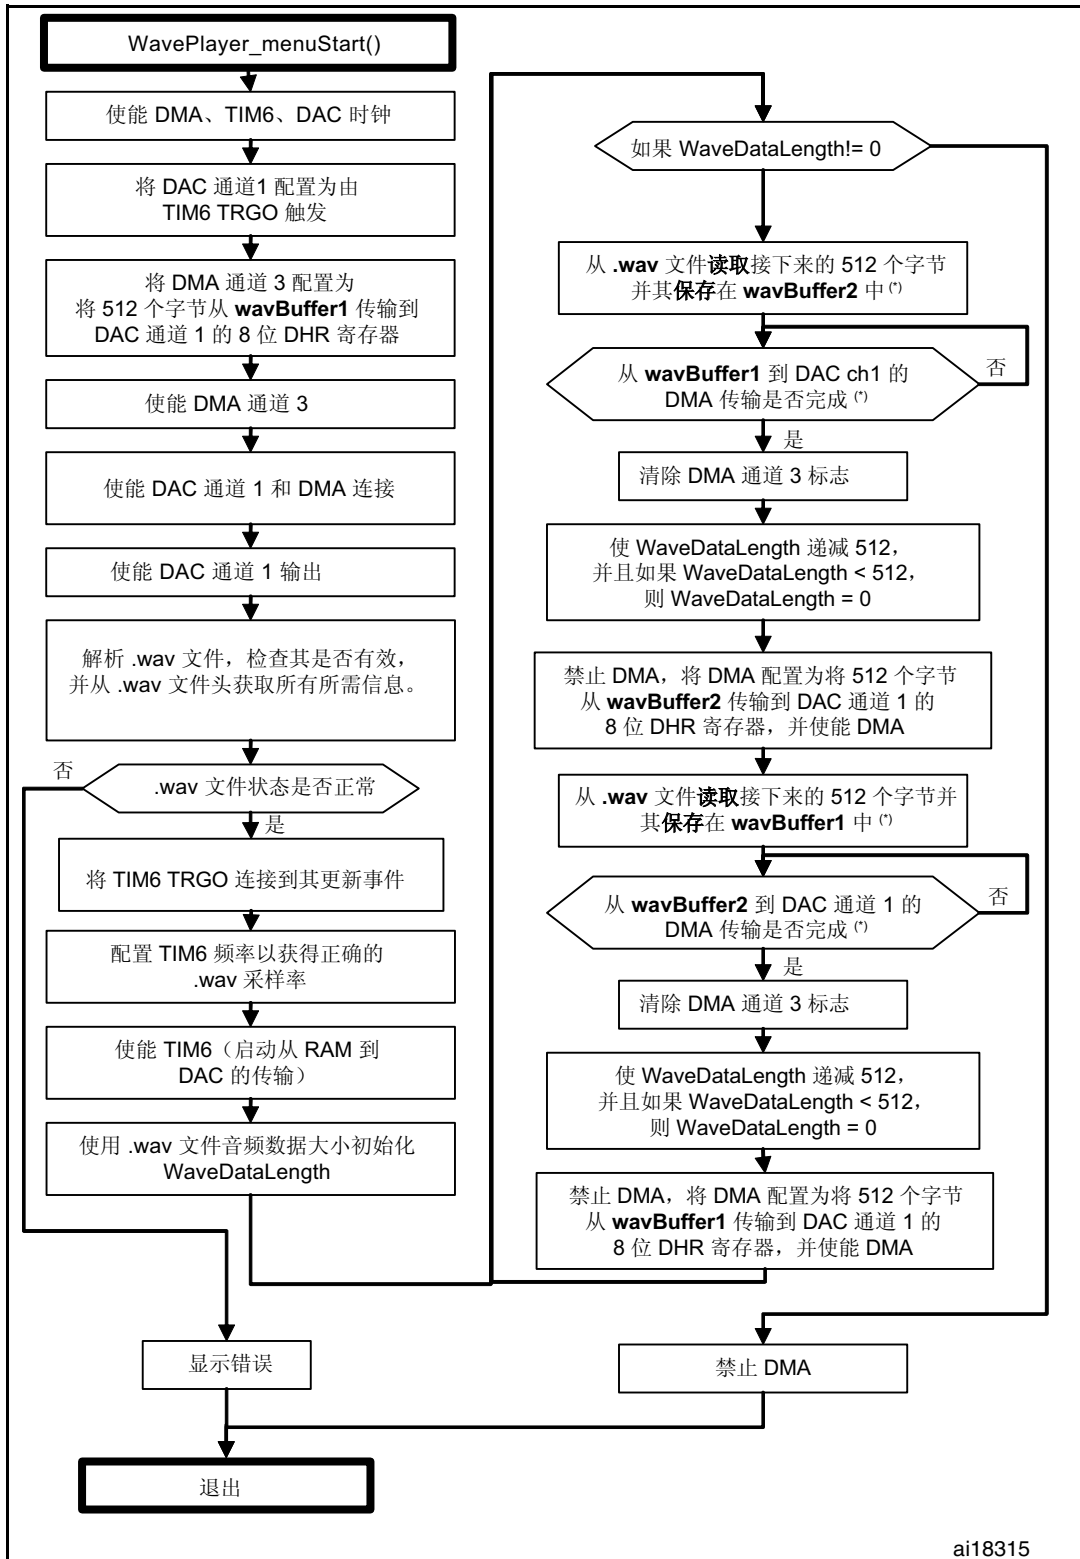 WavePlayer_menuStart()
使能 DMA、TIM6、DAC 时钟
将 DAC 通道1 配置为由
TIM6 TRGO 触发
将 DMA 通道 3 配置为
将 512 个字节从 wavBuffer1 传输到
DAC 通道 1 的 8 位 DHR 寄存器
使能 DMA 通道 3
使能 DAC 通道 1 和 DMA 连接
使能 DAC 通道 1 输出
解析 .wav 文件，检查其是否有效，
并从 .wav 文件头获取所有所需信息。
否
.wav 文件状态是否正常
是
将 TIM6 TRGO 连接到其更新事件
配置 TIM6 频率以获得正确的
.wav 采样率
使能 TIM6（启动从 RAM 到
DAC 的传输）
使用 .wav 文件音频数据大小初始化
WaveDataLength
如果 WaveDataLength!= 0
从 .wav 文件读取接下来的 512 个字节
并其保存在 wavBuffer2 中 (*)
从 wavBuffer1 到 DAC ch1 的
DMA 传输是否完成 (*)
否
是
清除 DMA 通道 3 标志
使 WaveDataLength 递减 512，
并且如果 WaveDataLength < 512，
则 WaveDataLength = 0
禁止 DMA，将 DMA 配置为将 512 个字节
从 wavBuffer2 传输到 DAC 通道 1 的
8 位 DHR 寄存器，并使能 DMA
从 .wav 文件读取接下来的 512 个字节并
其保存在 wavBuffer1 中 (*)
从 wavBuffer2 到 DAC 通道 1 的
DMA 传输是否完成 (*)
否
是
清除 DMA 通道 3 标志
使 WaveDataLength 递减 512，
并且如果 WaveDataLength < 512，
则 WaveDataLength = 0
禁止 DMA，将 DMA 配置为将 512 个字节
从 wavBuffer1 传输到 DAC 通道 1 的
8 位 DHR 寄存器，并使能 DMA
显示错误
禁止 DMA
退出
ai18315